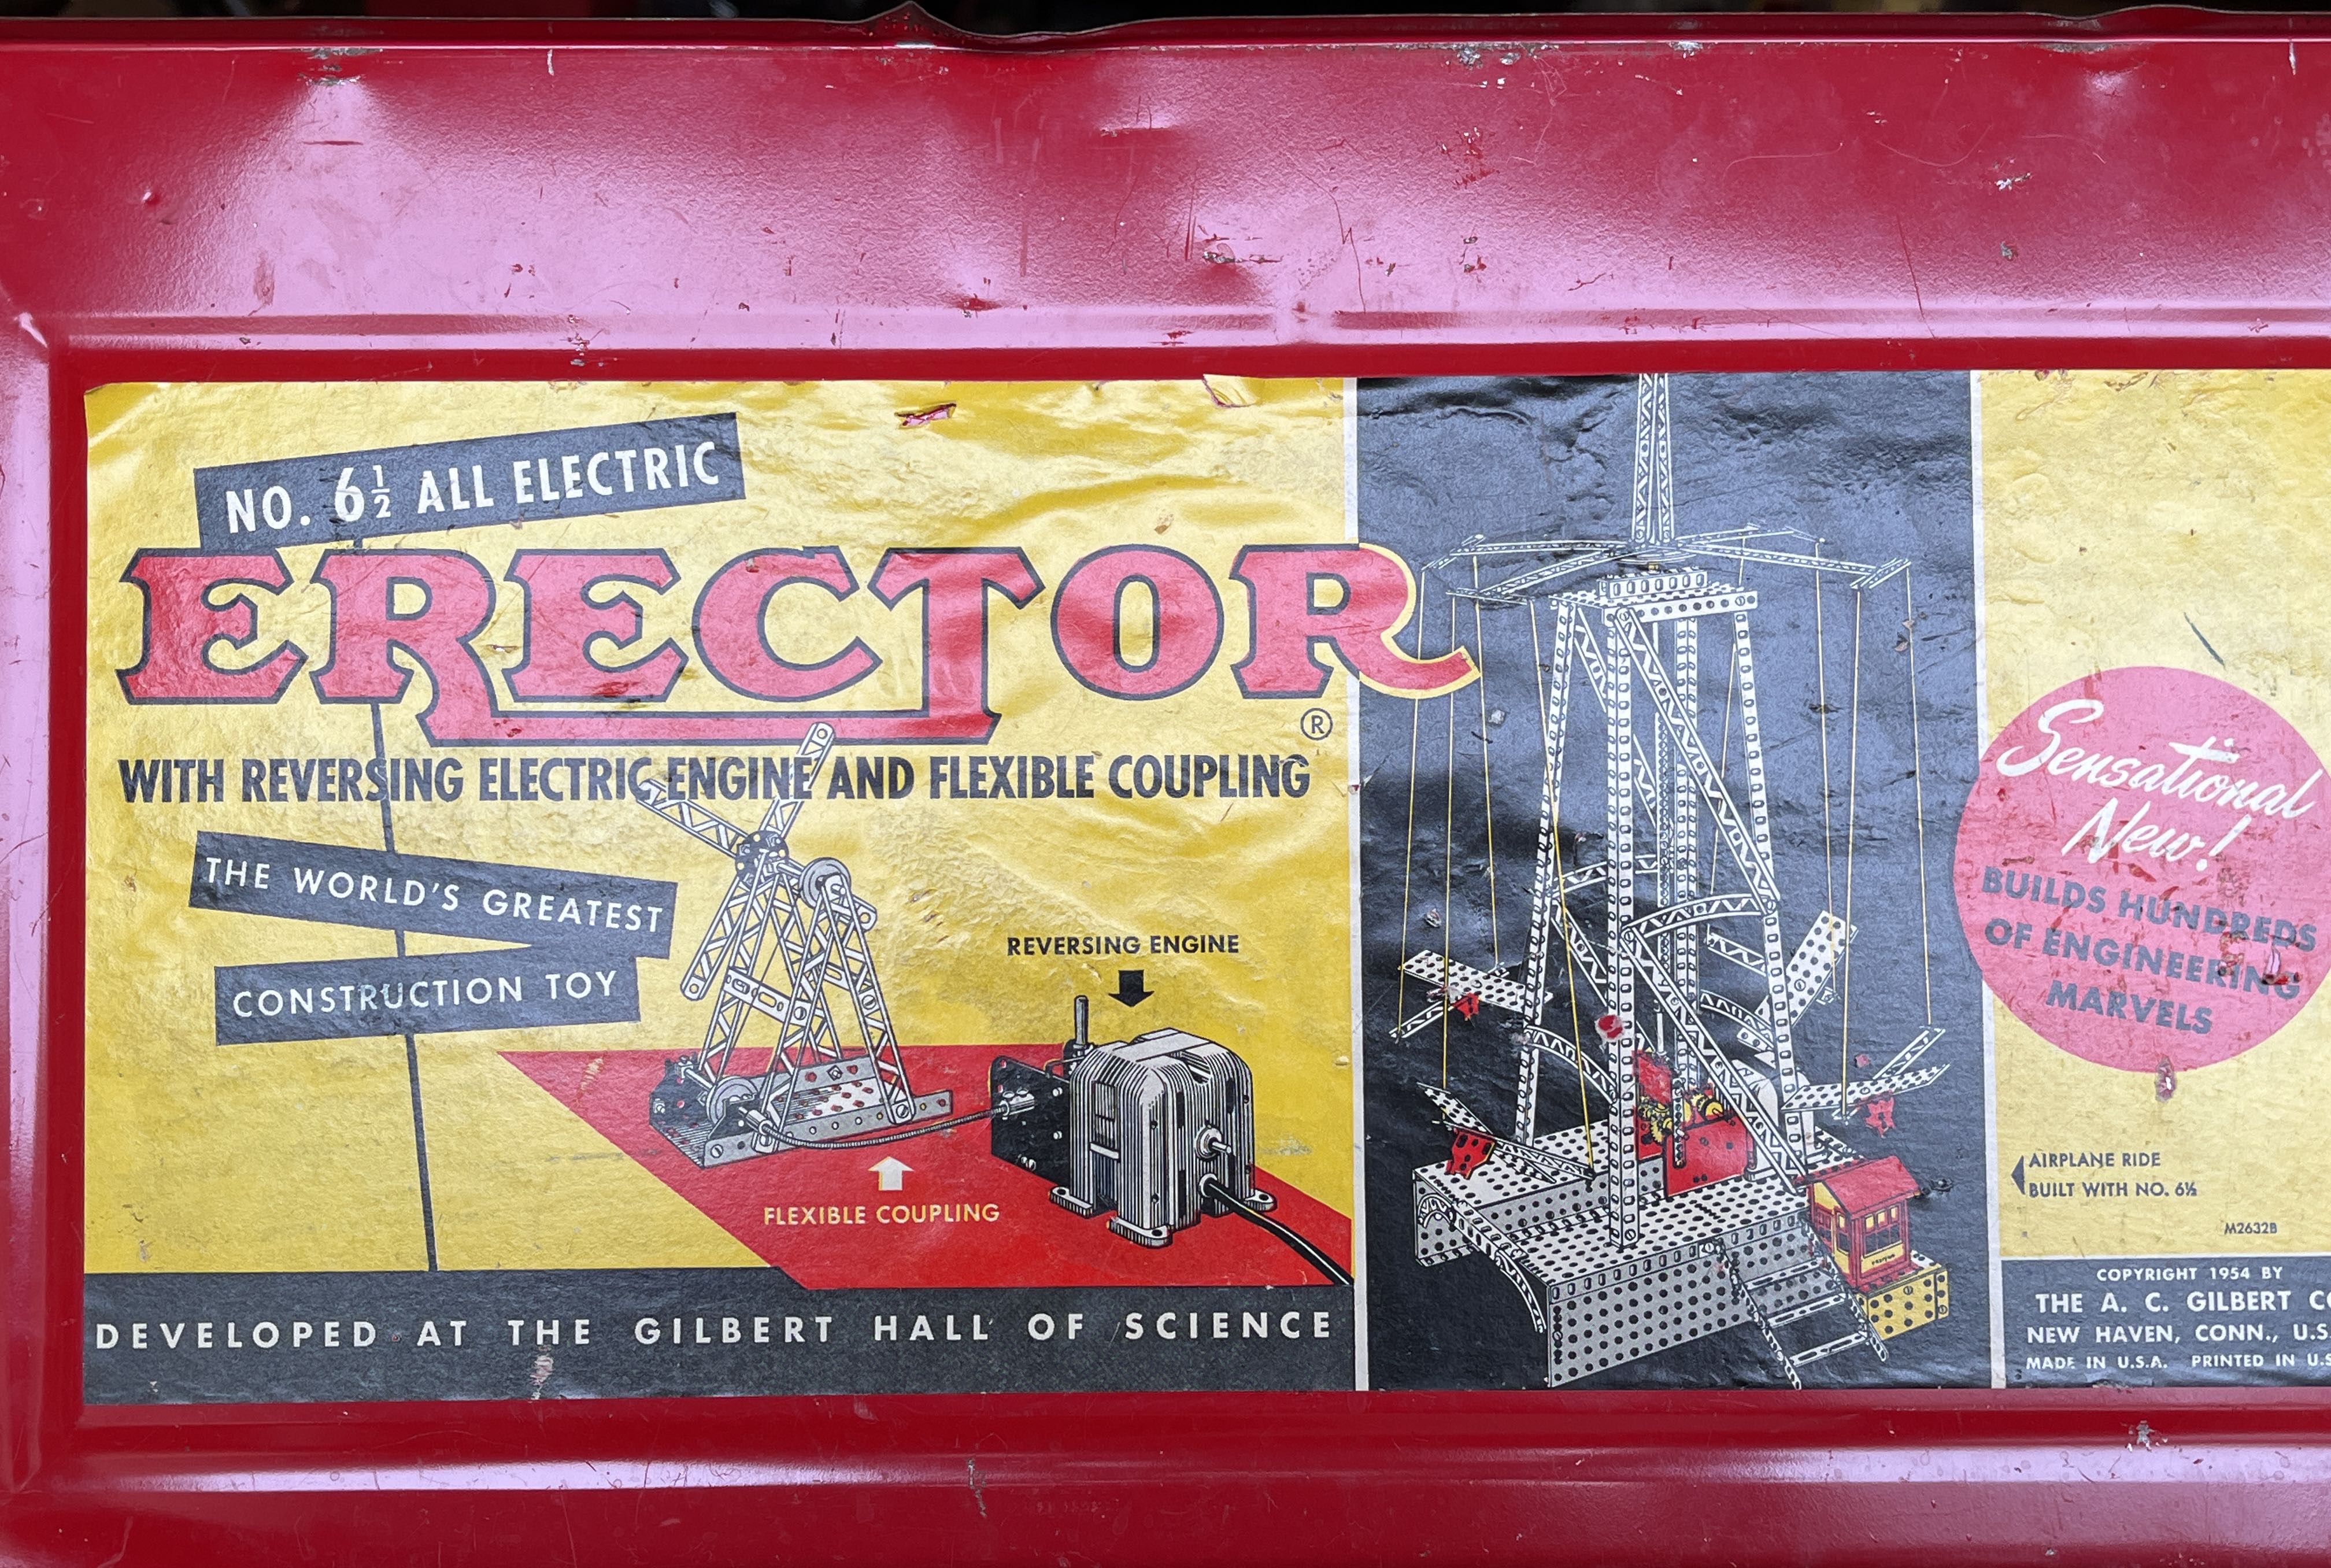 NO. 6½ ALL ELECTRIC
ERECTOR
®
WITH REVERSING ELECTRIC ENGINE AND FLEXIBLE COUPLING
THE WORLD'S GREATEST
CONSTRUCTION TOY
REVERSING ENGINE
FLEXIBLE COUPLING
DEVELOPED AT THE GILBERT HALL OF SCIENCE
Sensational
New!
BUILDS HUNDREDS
OF ENGINEERING
MARVELS
AIRPLANE RIDE
BUILT WITH NO. 6½
M2632B
COPYRIGHT 1954 BY
THE A. C. GILBERT CO
NEW HAVEN, CONN., U.S.
MADE IN U.S.A. PRINTED IN U.S